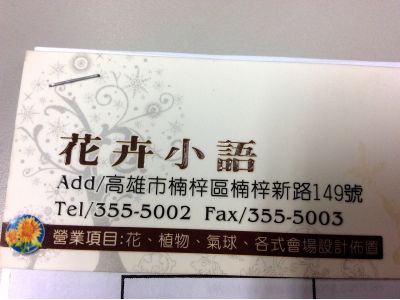 花卉小語
Add/高雄市楠梓區楠梓新路149號
Tel/355-5002 Fax/355-5003
營業項目:花、植物、氣球、各式會場設計佈置